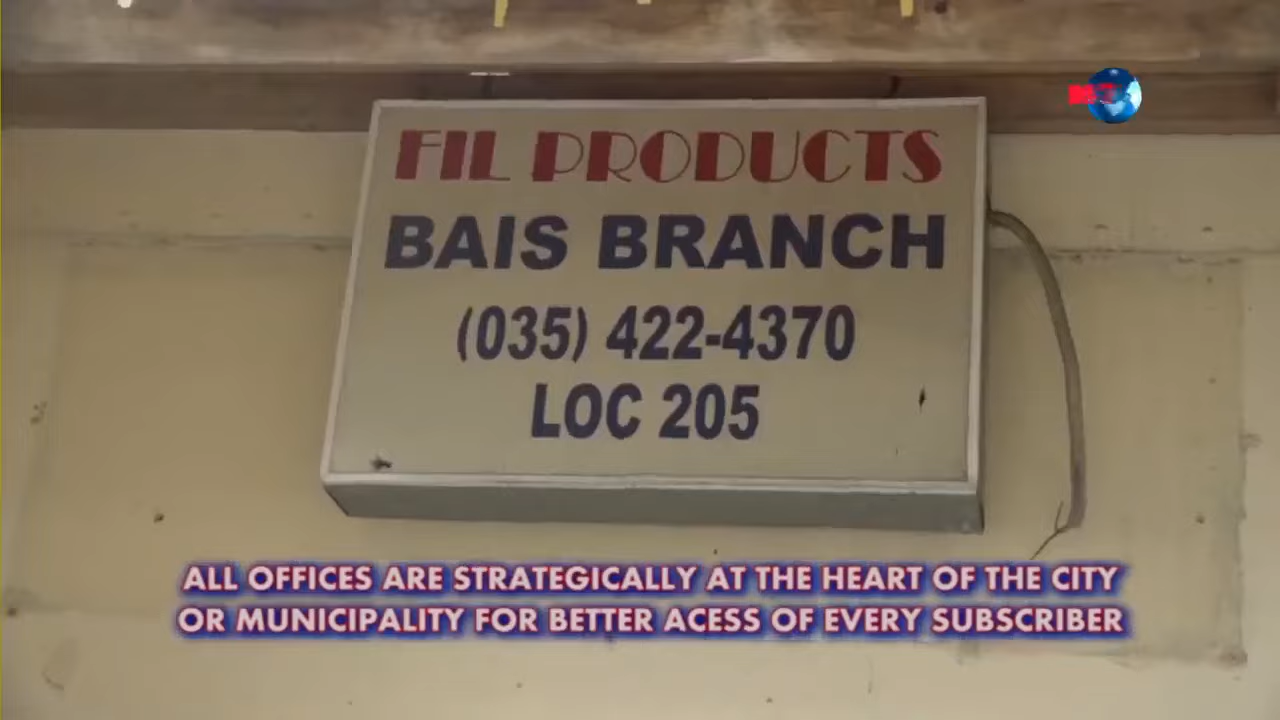 FIL PRODUCTS
BAIS BRANCH
(035) 422-4370
LOC 205
ALL OFFICES ARE STRATEGICALLY AT THE HEART OF THE CITY
OR MUNICIPALITY FOR BETTER ACESS OF EVERY SUBSCRIBER